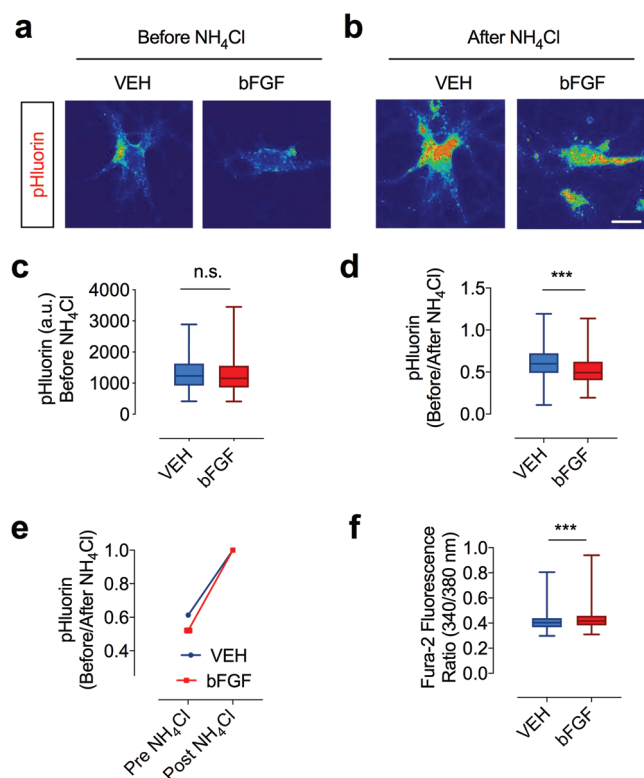 a
Before NH₄Cl
VEH
bFGF
pHluorin
b
After NH₄Cl
VEH
bFGF
c
n.s.
pHluorin (a.u.)
Before NH₄Cl
4000
3000
2000
1000
0
VEH
bFGF
d
***
pHluorin
(Before/After NH₄Cl)
1.5
1.0
0.5
0.0
VEH
bFGF
e
pHluorin
(Before/After NH₄Cl)
1.0
0.8
0.6
0.4
VEH
bFGF
Pre NH₄Cl
Post NH₄Cl
f
***
Fura-2 Fluorescence
Ratio (340/380 nm)
1.0
0.8
0.6
0.4
0.2
0.0
VEH
bFGF